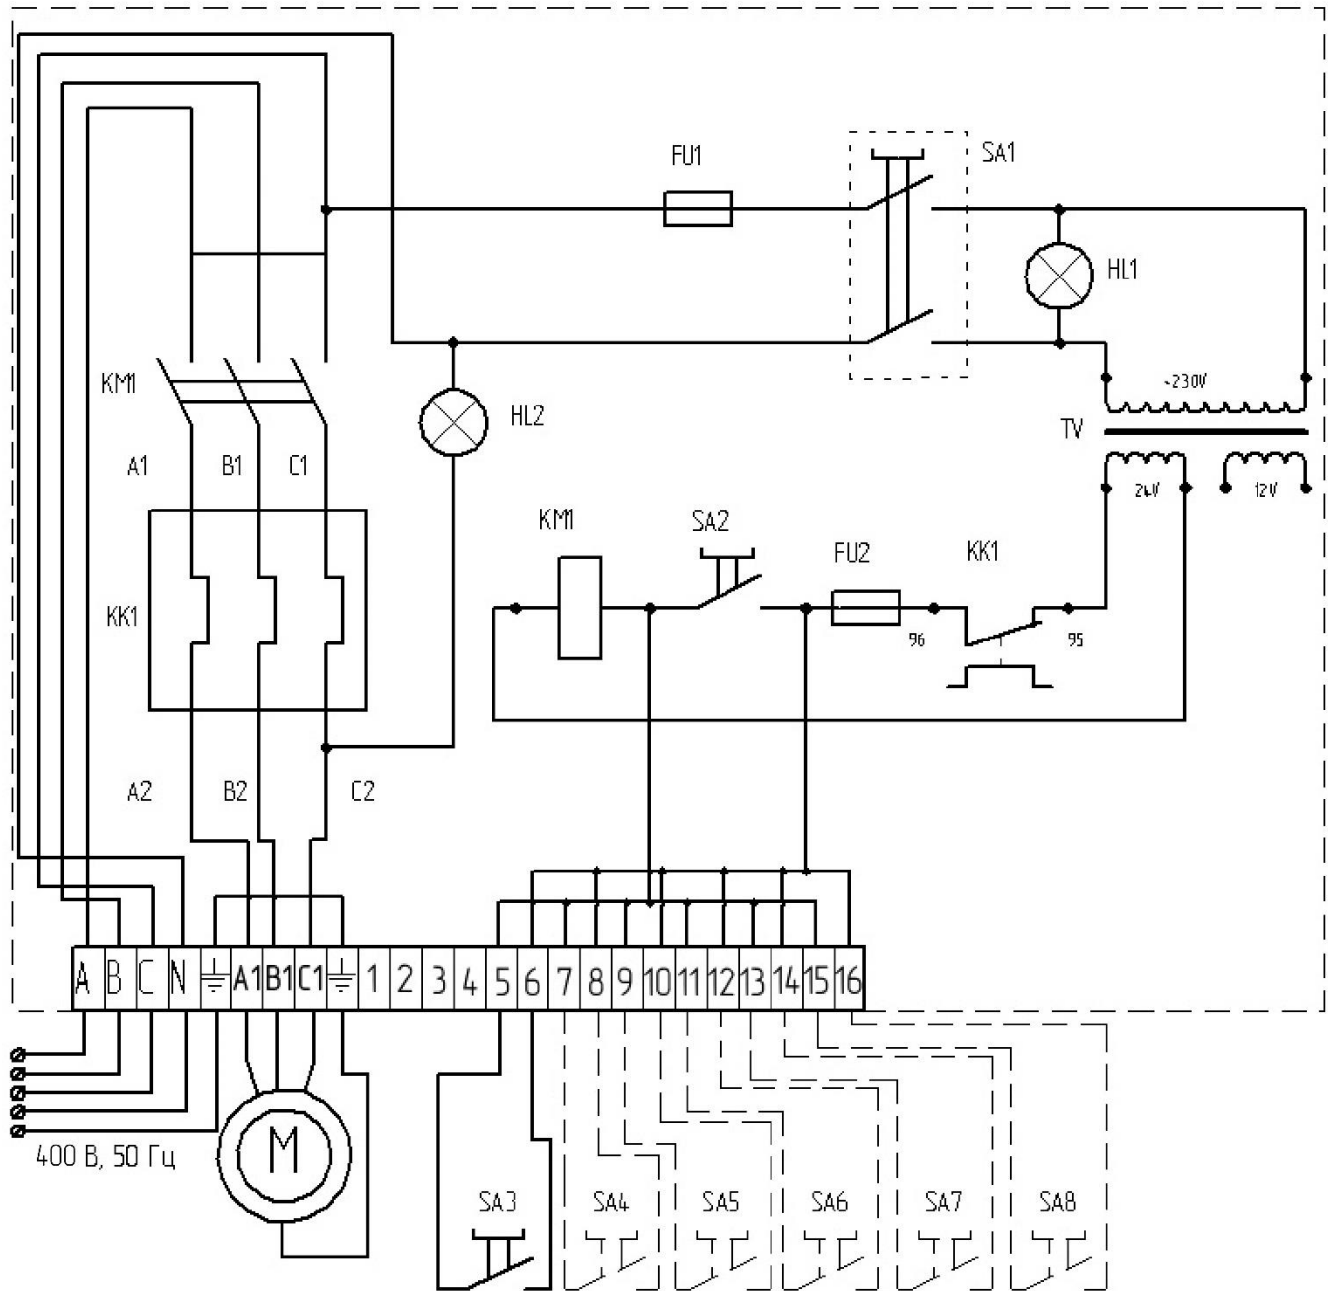 FU1
SA1
HL1
KM1
~230V
HL2
TV
A1 B1 C1
24V 12V
KM1 SA2
FU2 KK1
KK1
96 95
A2 B2 C2
A B C N A1 B1 C1 1 2 3 4 5 6 7 8 9 10 11 12 13 14 15 16
400 В, 50 Гц
M
SA3 SA4 SA5 SA6 SA7 SA8